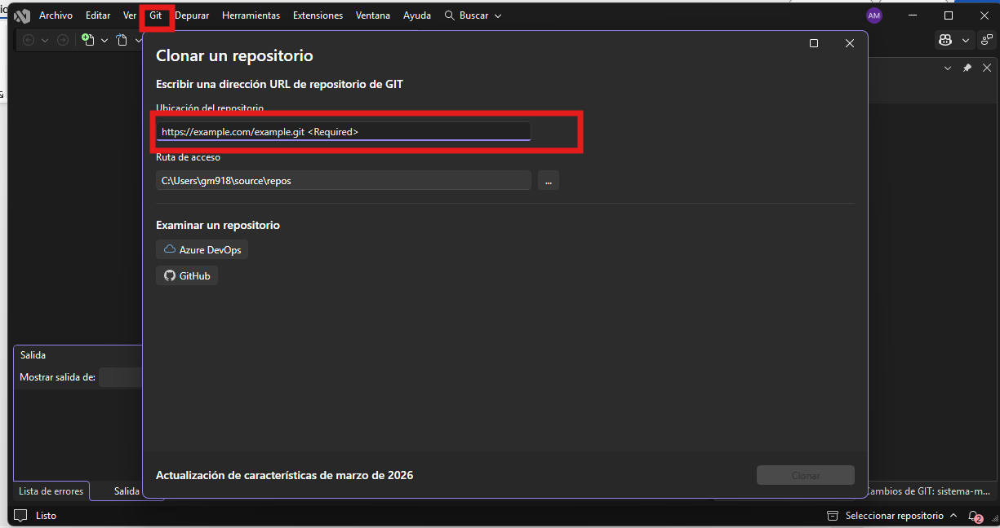 Archivo Editar Ver Git Depurar Herramientas Extensiones Ventana Ayuda Buscar AM
Clonar un repositorio
Escribir una dirección URL de repositorio de GIT
Ubicación del repositorio
https://example.com/example.git <Required>
Ruta de acceso
C:\Users\gm918\source\repos ...
Examinar un repositorio
Azure DevOps
GitHub
Salida
Mostrar salida de:
Actualización de características de marzo de 2026 Clonar
Lista de errores Salida Cambios de GIT: sistema-m...
Listo Seleccionar repositorio 2